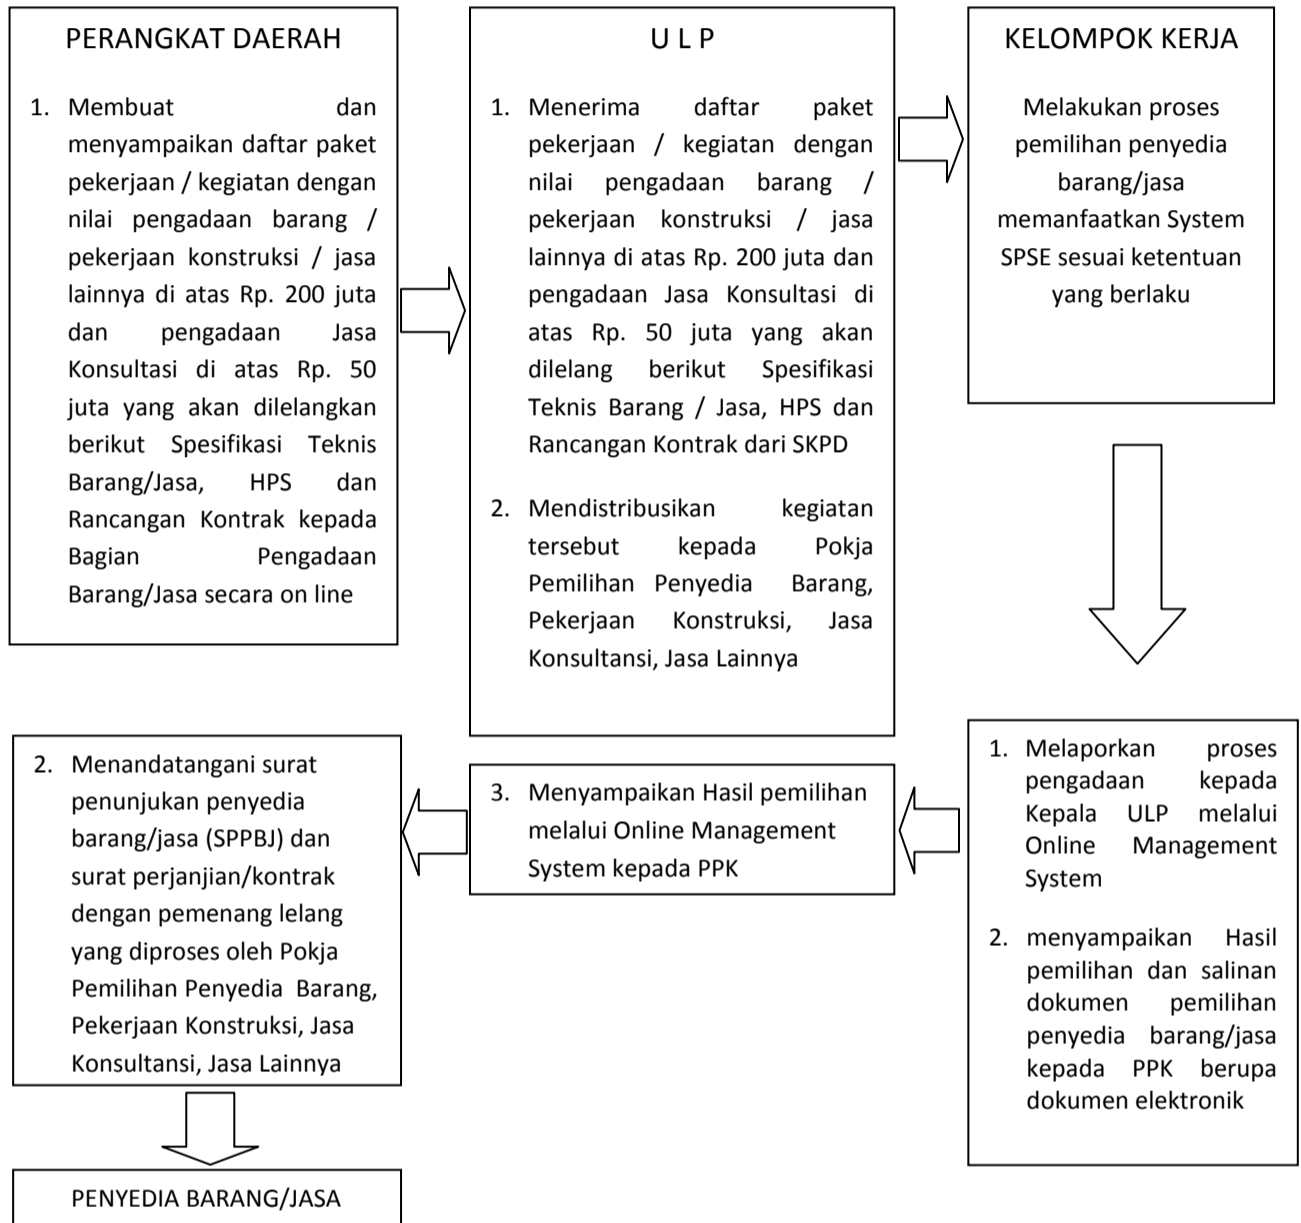 PERANGKAT DAERAH
1. Membuat dan
menyampaikan daftar paket
pekerjaan / kegiatan dengan
nilai pengadaan barang /
pekerjaan konstruksi / jasa
lainnya di atas Rp. 200 juta
dan pengadaan Jasa
Konsultasi di atas Rp. 50
juta yang akan dilelangkan
berikut Spesifikasi Teknis
Barang/Jasa, HPS dan
Rancangan Kontrak kepada
Bagian Pengadaan
Barang/Jasa secara on line
U L P
1. Menerima daftar paket
pekerjaan / kegiatan dengan
nilai pengadaan barang /
pekerjaan konstruksi / jasa
lainnya di atas Rp. 200 juta dan
pengadaan Jasa Konsultasi di
atas Rp. 50 juta yang akan
dilelang berikut Spesifikasi
Teknis Barang / Jasa, HPS dan
Rancangan Kontrak dari SKPD
2. Mendistribusikan kegiatan
tersebut kepada Pokja
Pemilihan Penyedia Barang,
Pekerjaan Konstruksi, Jasa
Konsultansi, Jasa Lainnya
KELOMPOK KERJA
Melakukan proses
pemilihan penyedia
barang/jasa
memanfaatkan System
SPSE sesuai ketentuan
yang berlaku
1. Melaporkan proses
pengadaan kepada
Kepala ULP melalui
Online Management
System
2. menyampaikan Hasil
pemilihan dan salinan
dokumen pemilihan
penyedia barang/jasa
kepada PPK berupa
dokumen elektronik
3. Menyampaikan Hasil pemilihan
melalui Online Management
System kepada PPK
2. Menandatangani surat
penunjukan penyedia
barang/jasa (SPPBJ) dan
surat perjanjian/kontrak
dengan pemenang lelang
yang diproses oleh Pokja
Pemilihan Penyedia Barang,
Pekerjaan Konstruksi, Jasa
Konsultansi, Jasa Lainnya
PENYEDIA BARANG/JASA